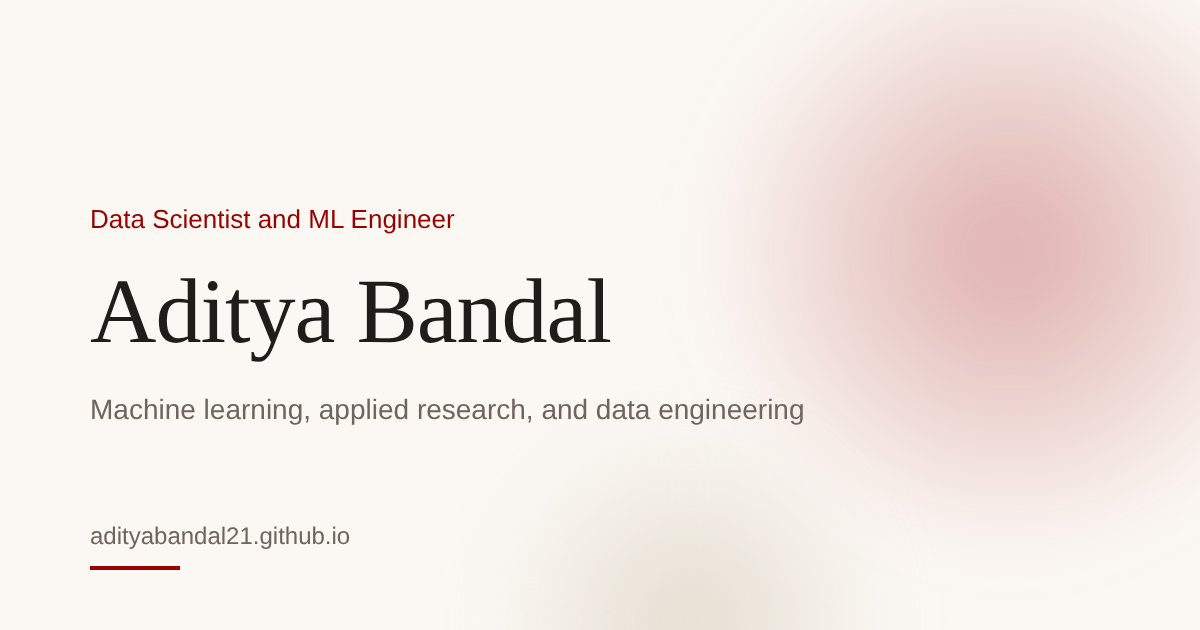 Data Scientist and ML Engineer
Aditya Bandal
Machine learning, applied research, and data engineering
adityabandal21.github.io